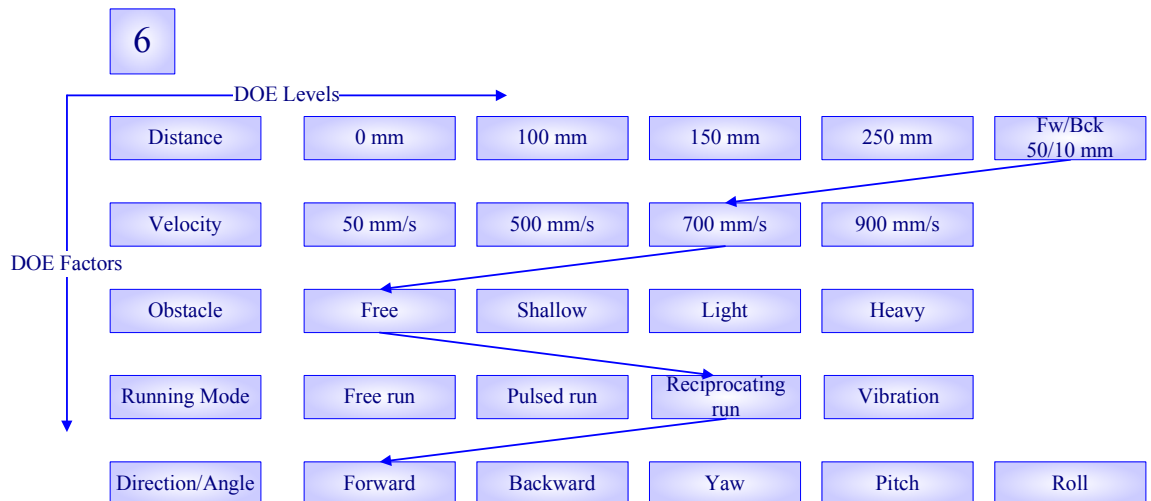 6
DOE Levels
Distance
0 mm
100 mm
150 mm
250 mm
Fw/Bck
50/10 mm
Velocity
50 mm/s
500 mm/s
700 mm/s
900 mm/s
DOE Factors
Obstacle
Free
Shallow
Light
Heavy
Running Mode
Free run
Pulsed run
Reciprocating
run
Vibration
Direction/Angle
Forward
Backward
Yaw
Pitch
Roll